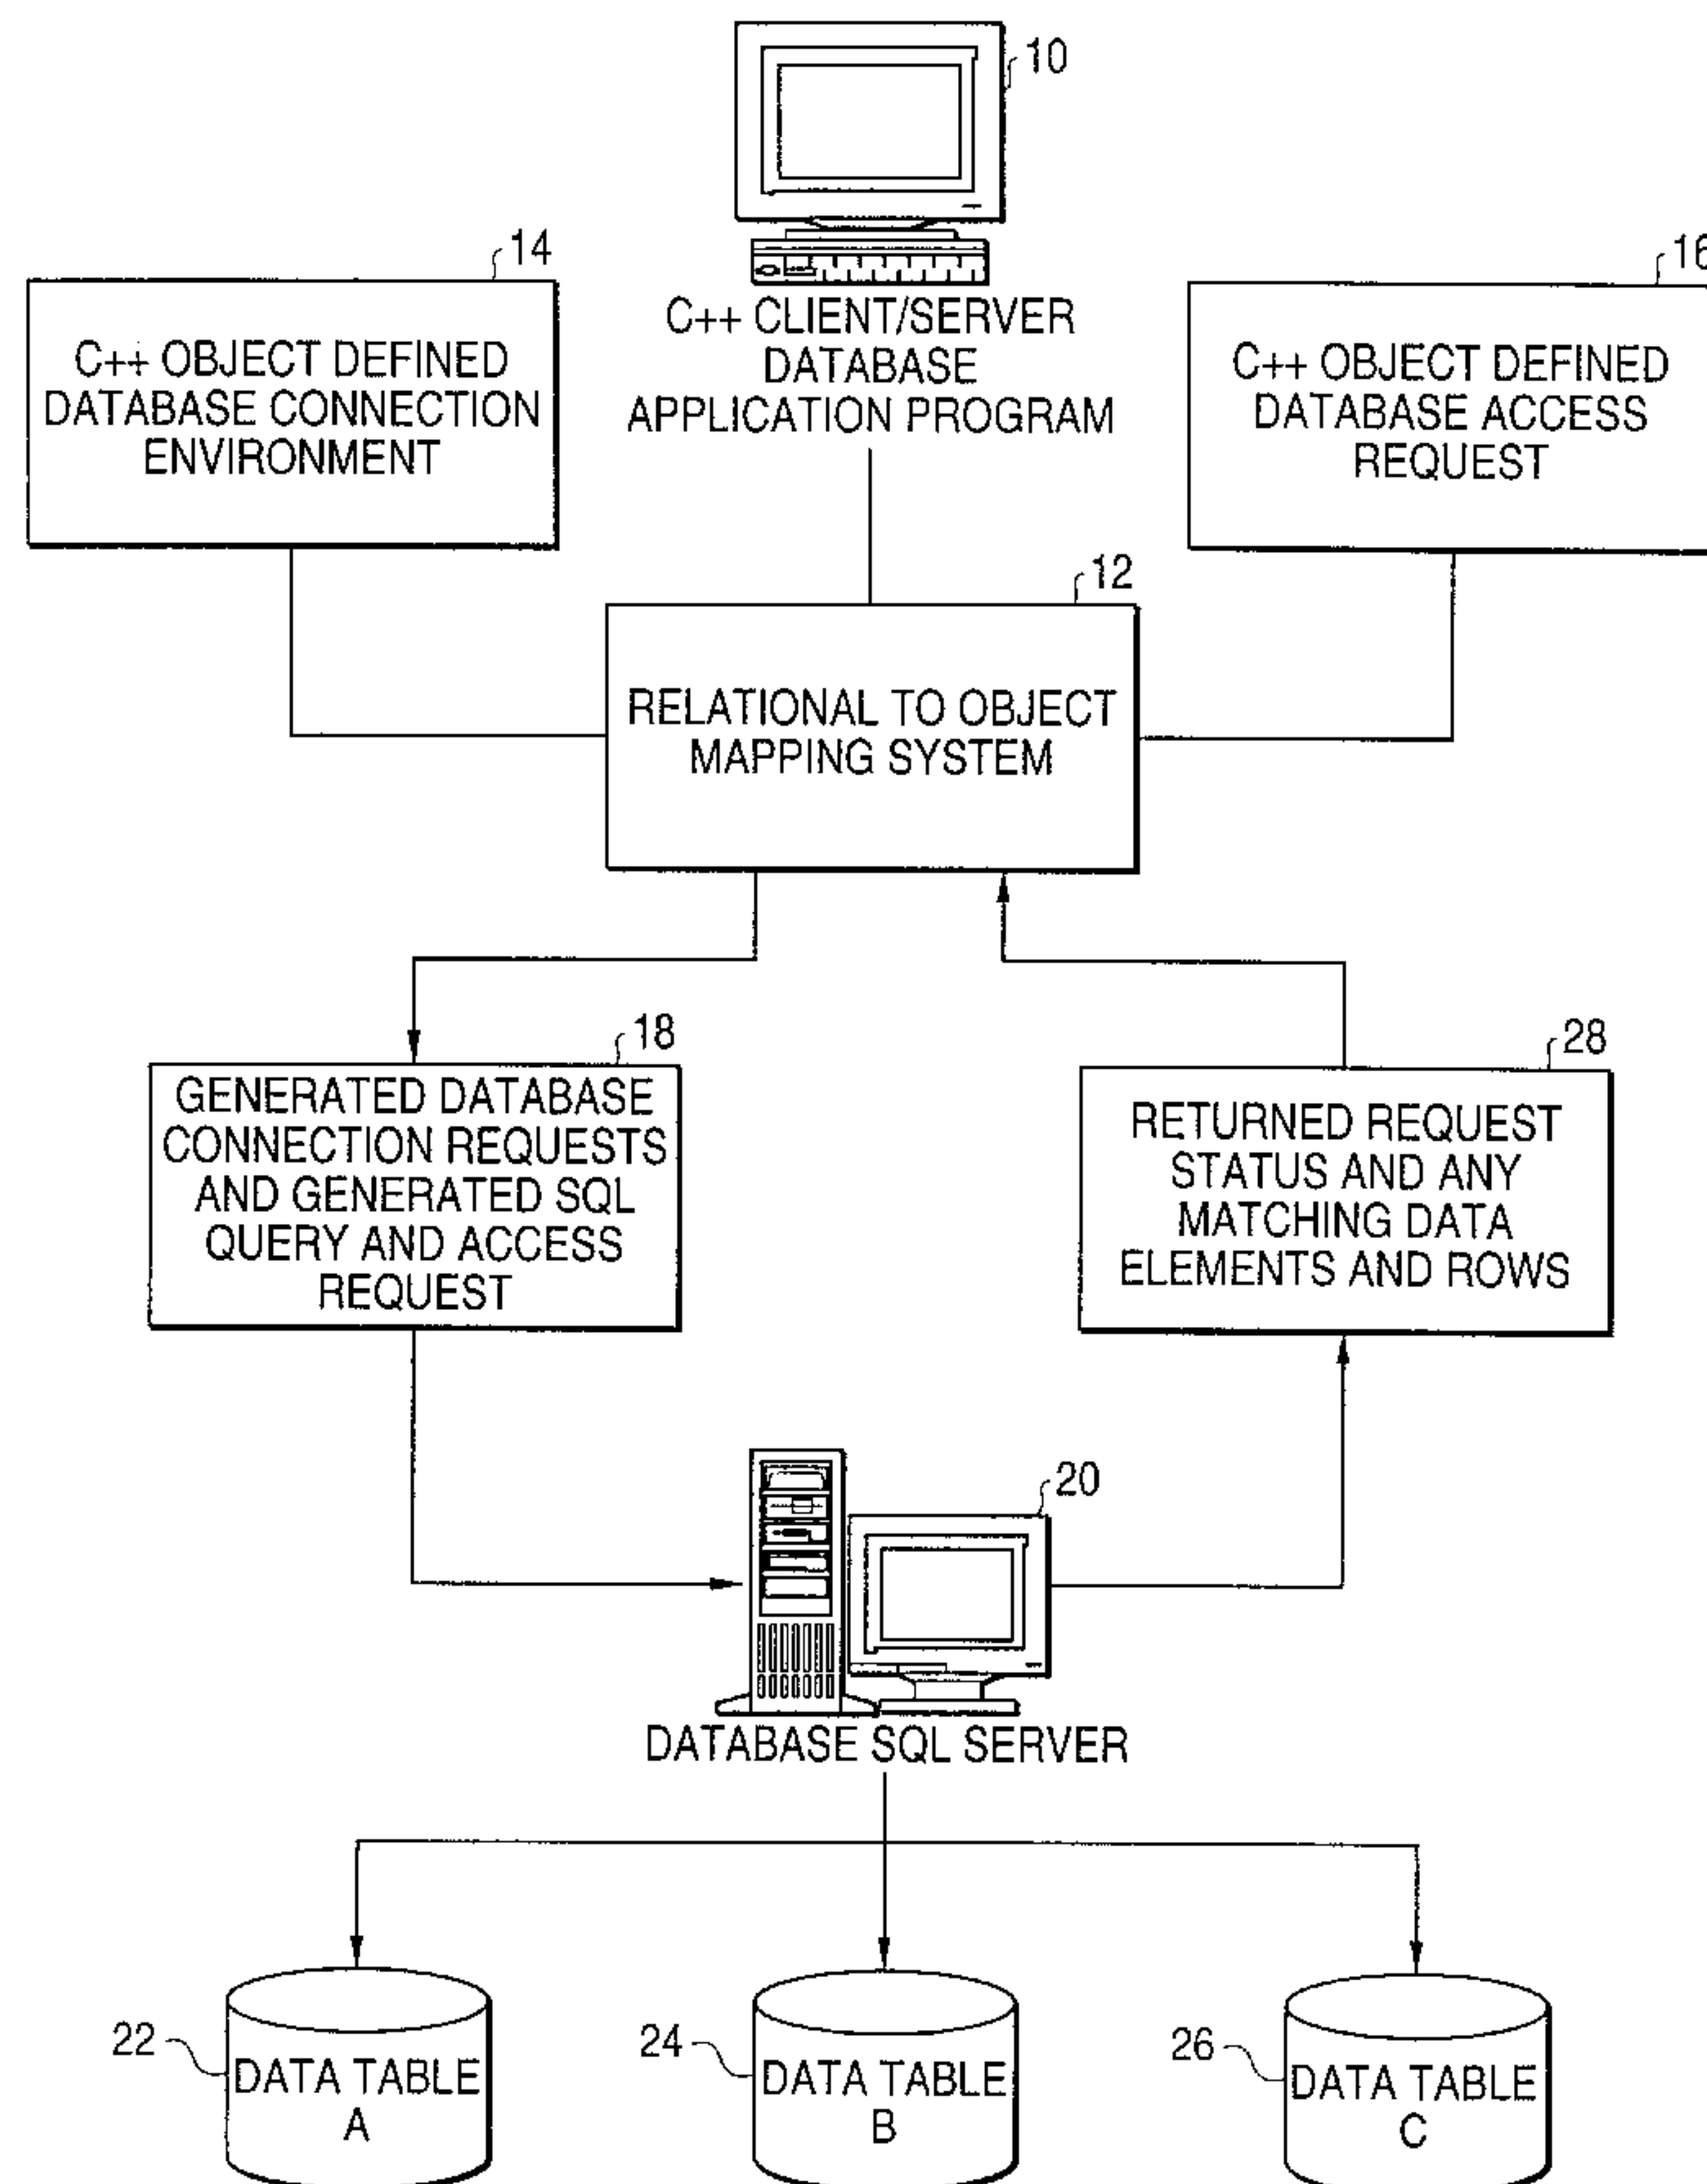 10
14
C++ OBJECT DEFINED
DATABASE CONNECTION
ENVIRONMENT
C++ CLIENT/SERVER
DATABASE
APPLICATION PROGRAM
16
C++ OBJECT DEFINED
DATABASE ACCESS
REQUEST
12
RELATIONAL TO OBJECT
MAPPING SYSTEM
18
GENERATED DATABASE
CONNECTION REQUESTS
AND GENERATED SQL
QUERY AND ACCESS
REQUEST
28
RETURNED REQUEST
STATUS AND ANY
MATCHING DATA
ELEMENTS AND ROWS
20
DATABASE SQL SERVER
22
DATA TABLE
A
24
DATA TABLE
B
26
DATA TABLE
C